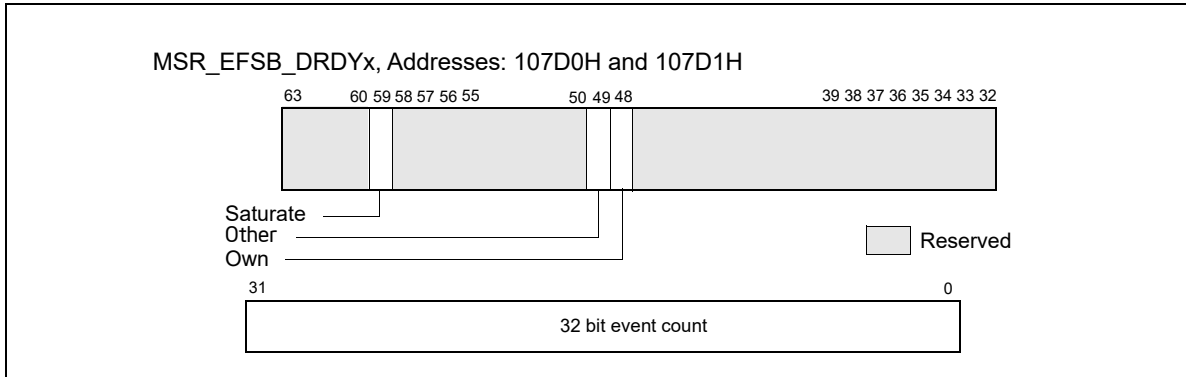 MSR_EFSB_DRDYx, Addresses: 107D0H and 107D1H
63 60 59 58 57 56 55 50 49 48 39 38 37 36 35 34 33 32
Saturate
Other
Own
Reserved
31 0
32 bit event count